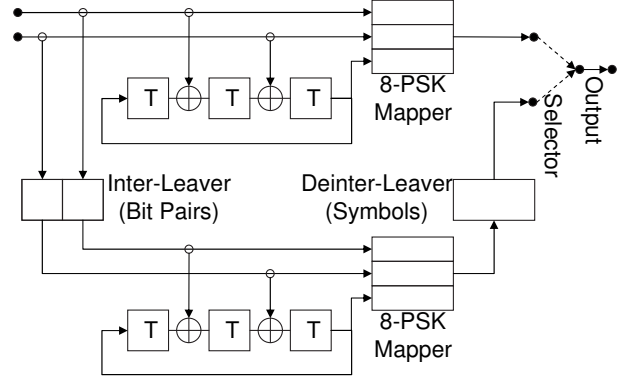 8-PSK
Mapper
T
T
T
Output
Selector
Inter-Leaver
(Bit Pairs)
Deinter-Leaver
(Symbols)
8-PSK
Mapper
T
T
T